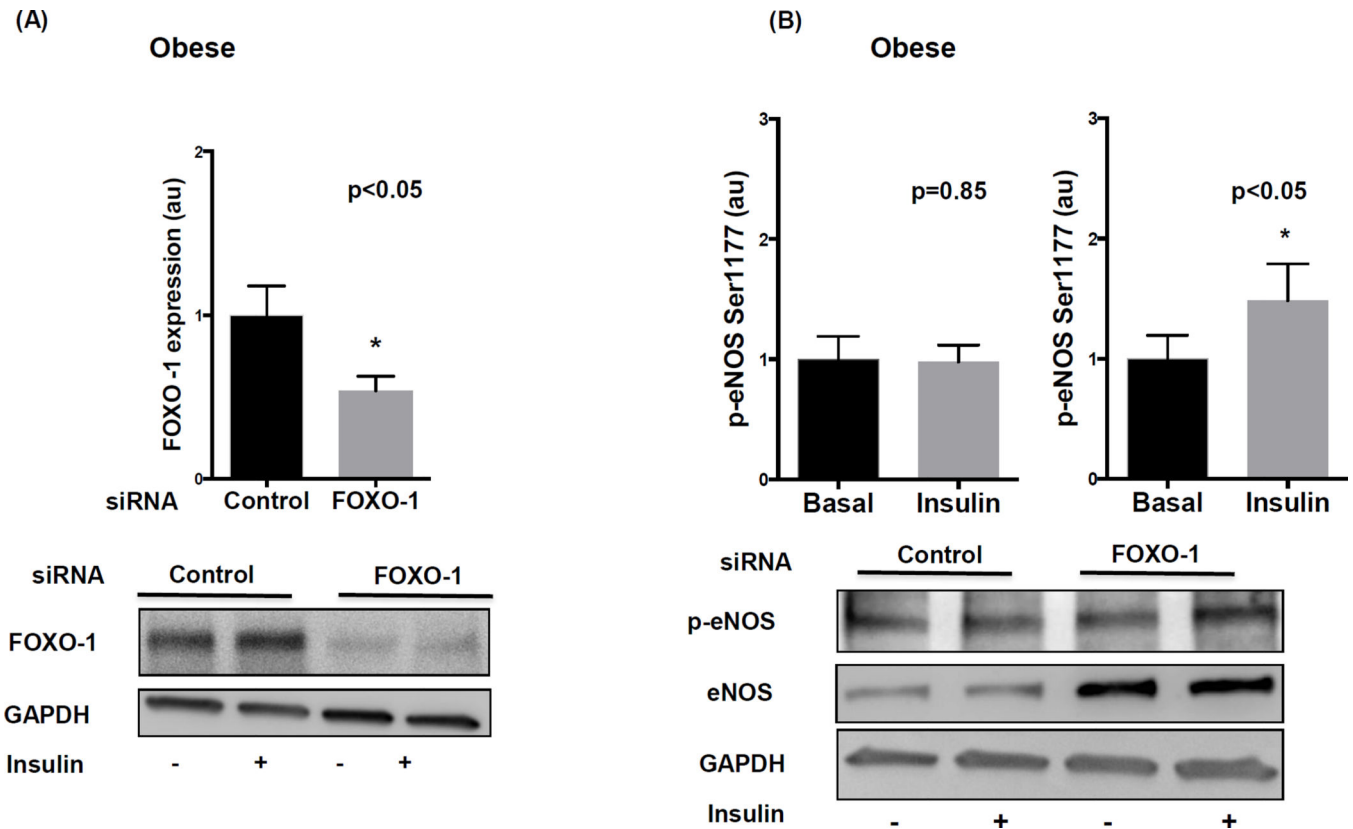 (A)
Obese
FOXO -1 expression (au)
2
1
0
p<0.05
*
siRNA Control FOXO-1
siRNA Control FOXO-1
FOXO-1
GAPDH
Insulin - + - +
(B)
Obese
p-eNOS Ser1177 (au)
3
2
1
0
p=0.85
Basal Insulin
p-eNOS Ser1177 (au)
3
2
1
0
p<0.05
*
Basal Insulin
siRNA Control FOXO-1
p-eNOS
eNOS
GAPDH
Insulin - + - +